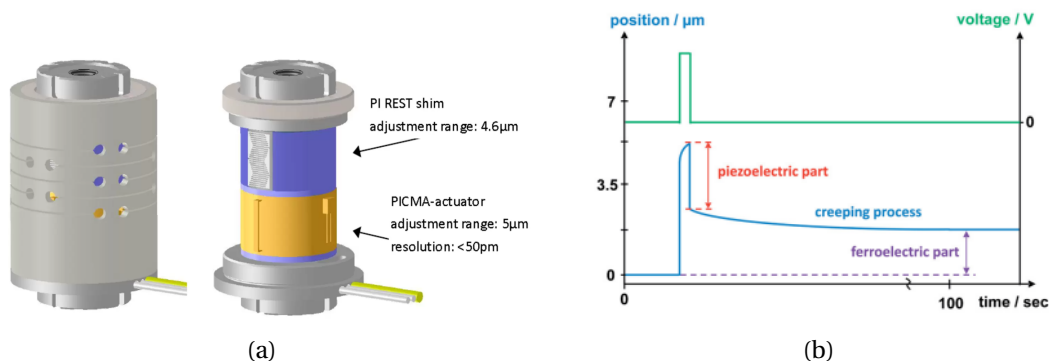 PI REST shim
adjustment range: 4.6µm
PICMA-actuator
adjustment range: 5µm
resolution: <50pm
(a)
position / µm
voltage / V
7
0
3.5
piezoelectric part
creeping process
ferroelectric part
0
0
100
time / sec
(b)